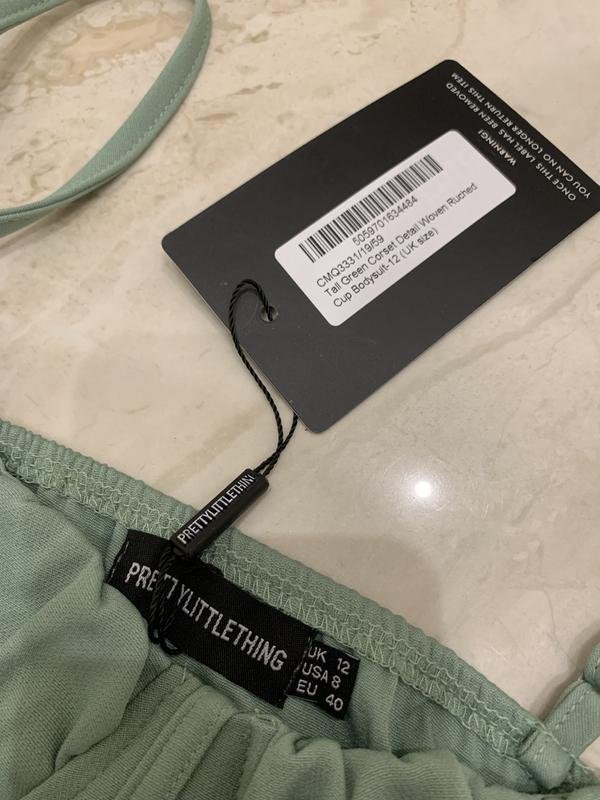 ONCE THIS LABEL HAS BEEN REMOVED
YOU CAN NO LONGER RETURN THIS ITEM
WARNING!
5059701634484
CMQ3331/19/59
Tall Green Corset Detail Woven Ruched
Cup Bodysuit-12 (UK size)
PRETTYLITTLETHING
PRETTYLITTLETHING
UK 12
USA 8
EU 40